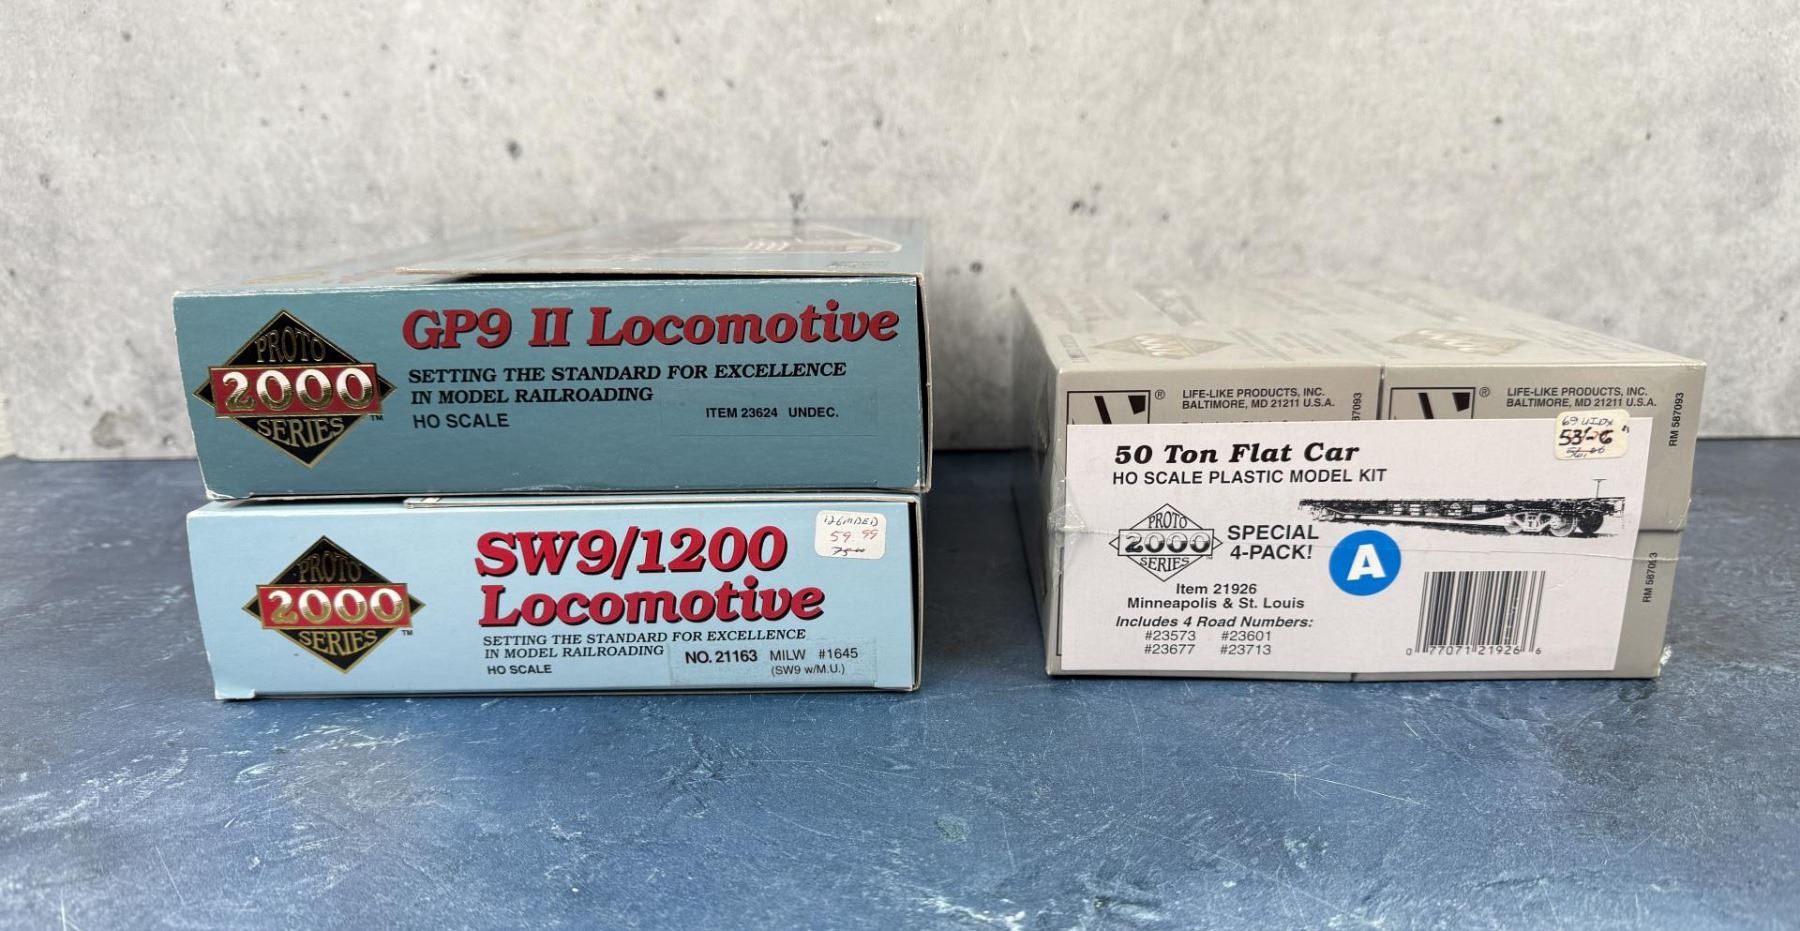 PROTO
2000
SERIES™
GP9 II Locomotive
SETTING THE STANDARD FOR EXCELLENCE
IN MODEL RAILROADING
HO SCALE
ITEM 23624 UNDEC.
PROTO
2000
SERIES™
SW9/1200
Locomotive
SETTING THE STANDARD FOR EXCELLENCE
IN MODEL RAILROADING
HO SCALE
NO. 21163 MILW #1645
(SW9 w/M.U.)
59.99
LIFE-LIKE PRODUCTS, INC.
BALTIMORE, MD 21211 U.S.A.
LIFE-LIKE PRODUCTS, INC.
BALTIMORE, MD 21211 U.S.A.
RM 587093
50 Ton Flat Car
HO SCALE PLASTIC MODEL KIT
PROTO
2000
SERIES
SPECIAL
4-PACK!
A
Item 21926
Minneapolis & St. Louis
Includes 4 Road Numbers:
#23573 #23601
#23677 #23713
0 77071 21926 6